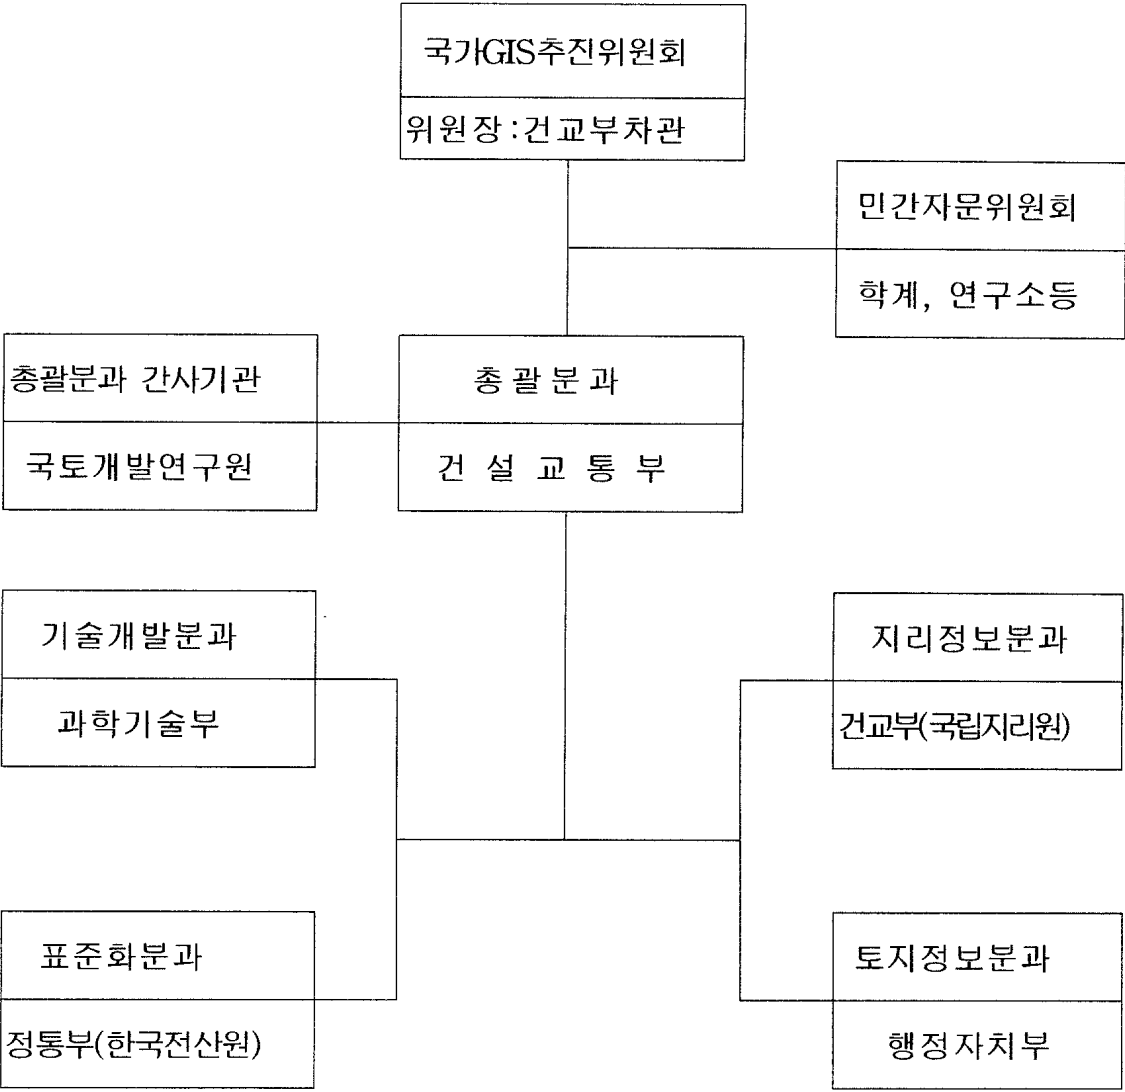 국가GIS추진위원회
위원장:건교부차관
민간자문위원회
학계, 연구소등
총괄분과 간사기관
국토개발연구원
총괄분과
건 설 교 통 부
기술개발분과
과학기술부
지리정보분과
건교부(국립지리원)
표준화분과
정통부(한국전산원)
토지정보분과
행정자치부